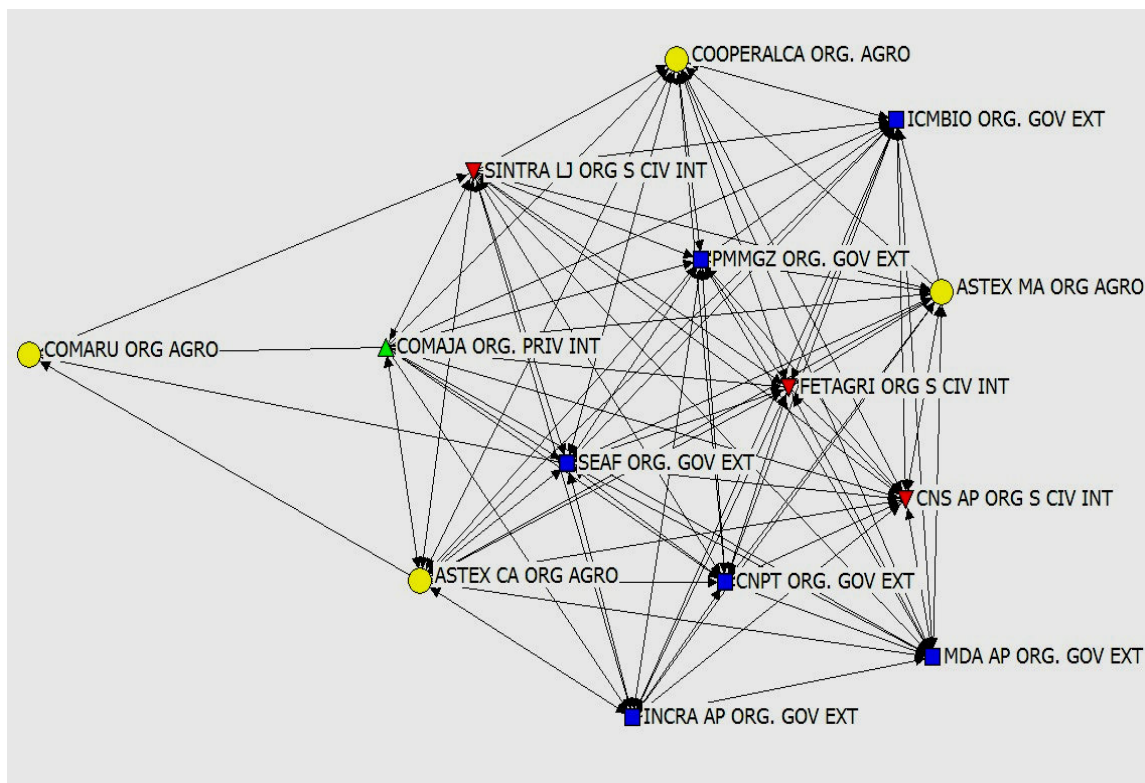 COOPERALCA ORG. AGRO
ICMBIO ORG. GOV EXT
SINTRA LJ ORG S CIV INT
PMMGZ ORG. GOV EXT
ASTEX MA ORG AGRO
COMARU ORG AGRO
COMAJA ORG. PRIV INT
FETAGRI ORG S CIV INT
SEAF ORG. GOV EXT
CNS AP ORG S CIV INT
ASTEX CA ORG AGRO
CNPT ORG. GOV EXT
MDA AP ORG. GOV EXT
INCRA AP ORG. GOV EXT